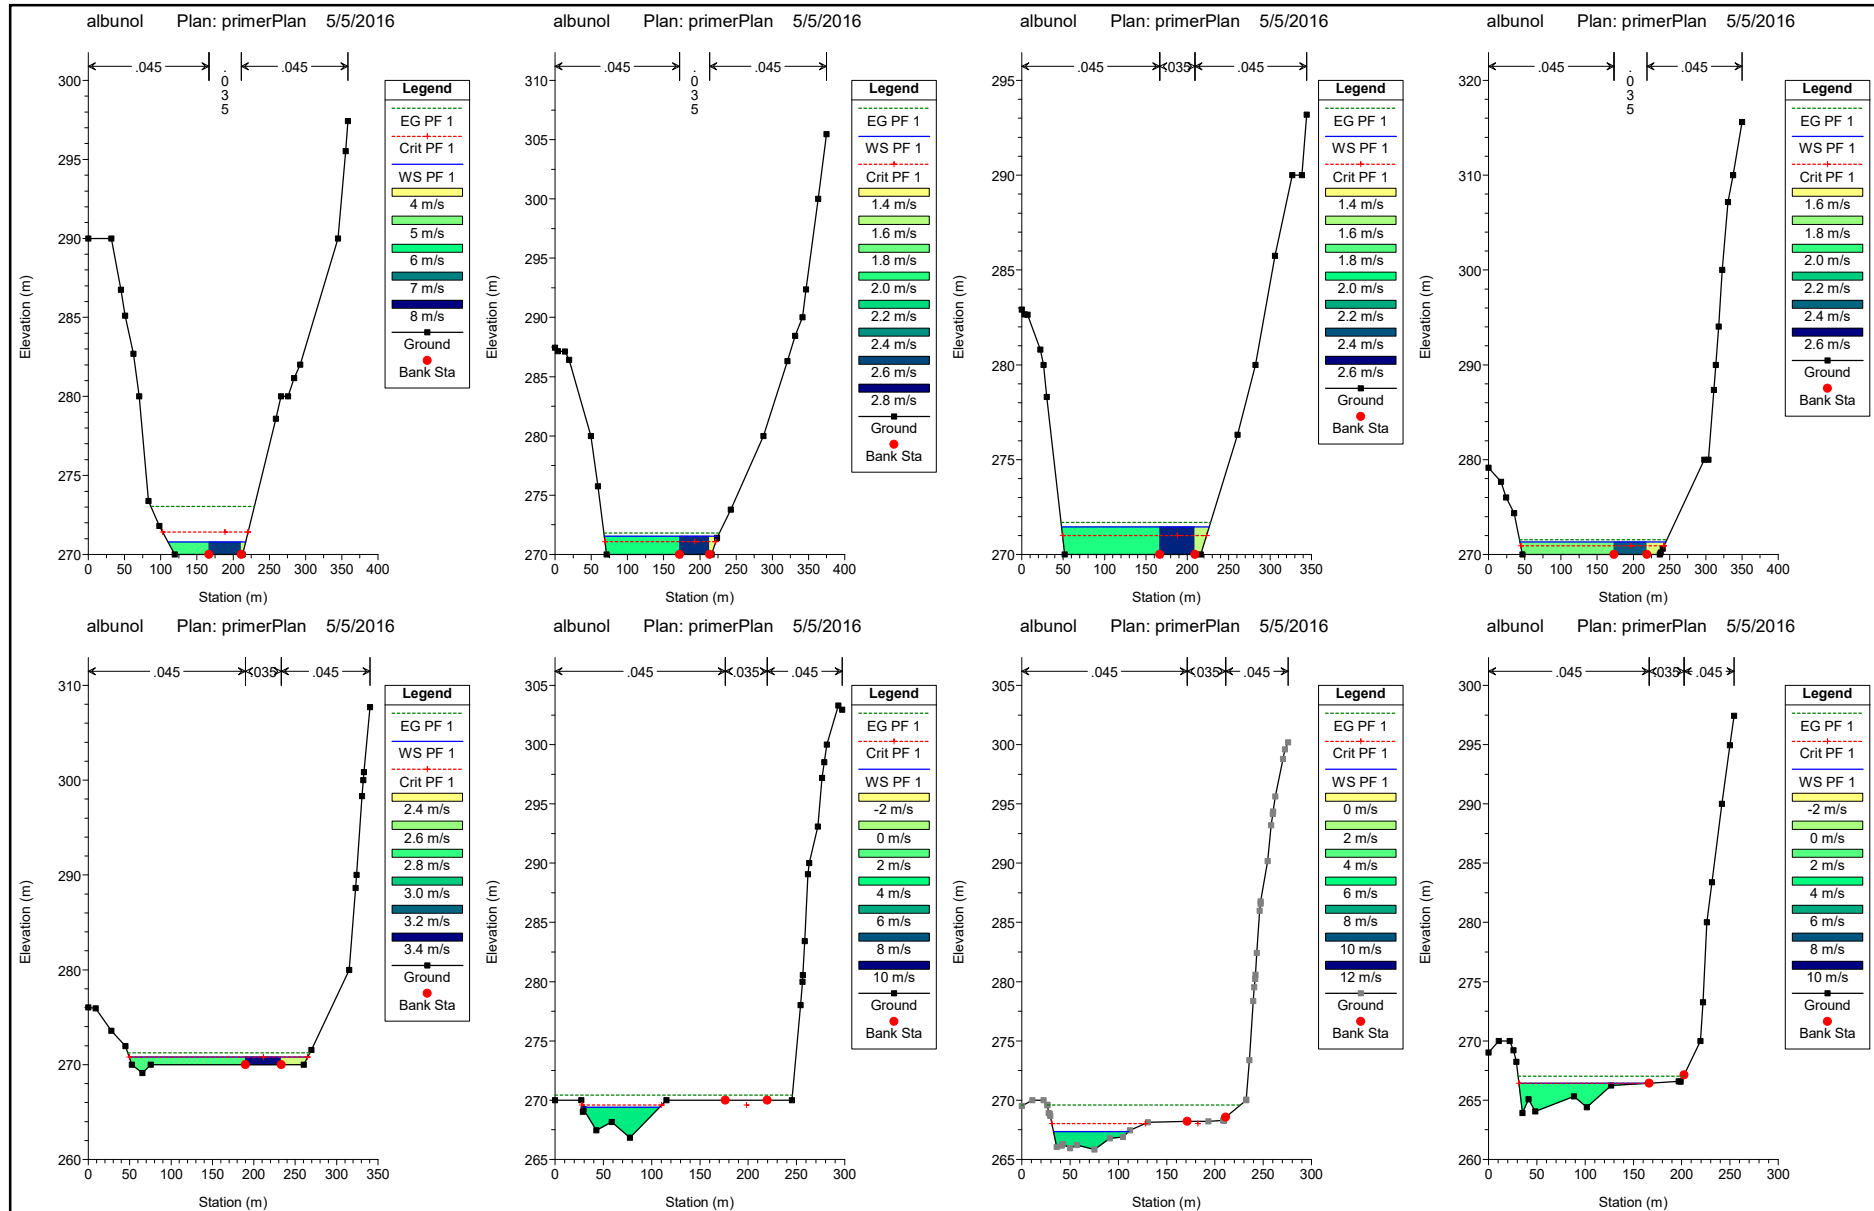 albunol Plan: primerPlan 5/5/2016
.045 .035 .045
Legend
EG PF 1
Crit PF 1
WS PF 1
4 m/s
5 m/s
6 m/s
7 m/s
8 m/s
Ground
Bank Sta
300
295
290
285
280
275
270
Elevation (m)
0 50 100 150 200 250 300 350 400
Station (m)
albunol Plan: primerPlan 5/5/2016
.045 .035 .045
Legend
EG PF 1
WS PF 1
Crit PF 1
1.4 m/s
1.6 m/s
1.8 m/s
2.0 m/s
2.2 m/s
2.4 m/s
2.6 m/s
2.8 m/s
Ground
Bank Sta
310
305
300
295
290
285
280
275
270
Elevation (m)
0 50 100 150 200 250 300 350 400
Station (m)
albunol Plan: primerPlan 5/5/2016
.045 .035 .045
Legend
EG PF 1
WS PF 1
Crit PF 1
1.4 m/s
1.6 m/s
1.8 m/s
2.0 m/s
2.2 m/s
2.4 m/s
2.6 m/s
Ground
Bank Sta
295
290
285
280
275
270
Elevation (m)
0 50 100 150 200 250 300 350
Station (m)
albunol Plan: primerPlan 5/5/2016
.045 .035 .045
Legend
EG PF 1
WS PF 1
Crit PF 1
1.6 m/s
1.8 m/s
2.0 m/s
2.2 m/s
2.4 m/s
2.6 m/s
Ground
Bank Sta
320
310
300
290
280
270
Elevation (m)
0 50 100 150 200 250 300 350 400
Station (m)
albunol Plan: primerPlan 5/5/2016
.045 .035 .045
Legend
EG PF 1
WS PF 1
Crit PF 1
2.4 m/s
2.6 m/s
2.8 m/s
3.0 m/s
3.2 m/s
3.4 m/s
Ground
Bank Sta
310
300
290
280
270
260
Elevation (m)
0 50 100 150 200 250 300 350
Station (m)
albunol Plan: primerPlan 5/5/2016
.045 .035 .045
Legend
EG PF 1
Crit PF 1
WS PF 1
-2 m/s
0 m/s
2 m/s
4 m/s
6 m/s
8 m/s
10 m/s
Ground
Bank Sta
305
300
295
290
285
280
275
270
265
Elevation (m)
0 50 100 150 200 250 300
Station (m)
albunol Plan: primerPlan 5/5/2016
.045 .035 .045
Legend
EG PF 1
Crit PF 1
WS PF 1
0 m/s
2 m/s
4 m/s
6 m/s
8 m/s
10 m/s
12 m/s
Ground
Bank Sta
305
300
295
290
285
280
275
270
265
Elevation (m)
0 50 100 150 200 250 300
Station (m)
albunol Plan: primerPlan 5/5/2016
.045 .035 .045
Legend
EG PF 1
Crit PF 1
WS PF 1
-2 m/s
0 m/s
2 m/s
4 m/s
6 m/s
8 m/s
10 m/s
Ground
Bank Sta
300
295
290
285
280
275
270
265
260
Elevation (m)
0 50 100 150 200 250 300
Station (m)